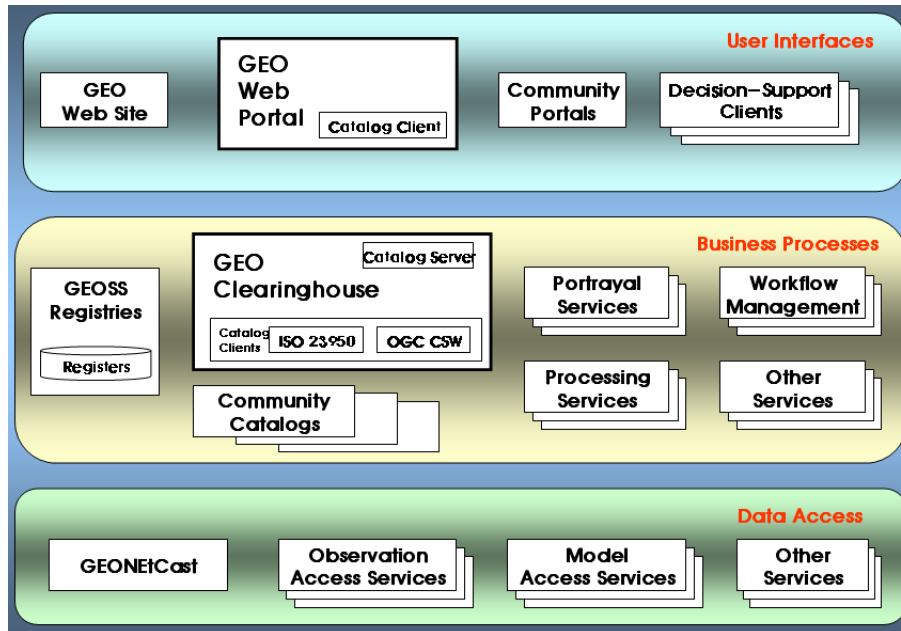 User Interfaces
GEO
Web Site
GEO
Web
Portal
Catalog Client
Community
Portals
Decision-Support
Clients
Business Processes
GEOSS
Registries
Registers
GEO
Clearinghouse
Catalog Server
Catalog
Clients
ISO 23950
OGC CSW
Community
Catalogs
Portrayal
Services
Workflow
Management
Processing
Services
Other
Services
Data Access
GEONEtCast
Observation
Access Services
Model
Access Services
Other
Services